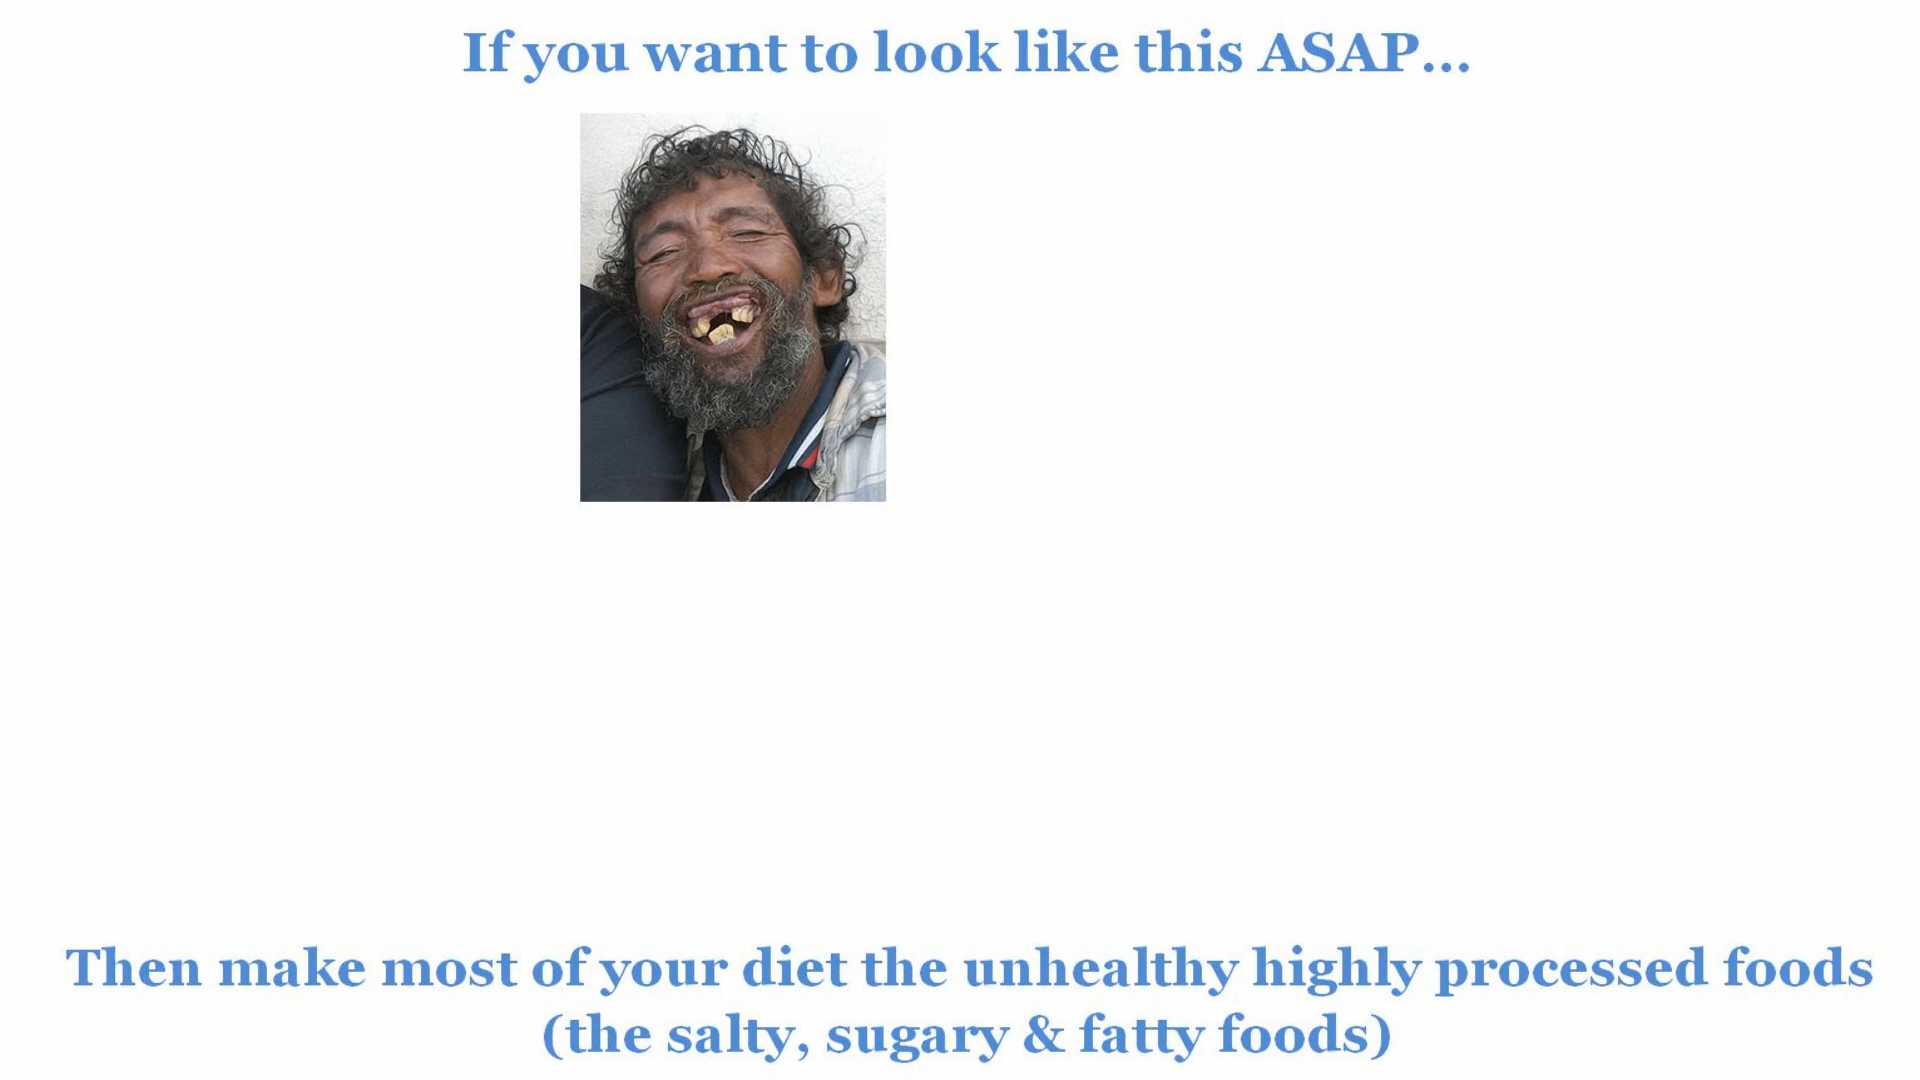 If you want to look like this ASAP...
Then make most of your diet the unhealthy highly processed foods
(the salty, sugary & fatty foods)